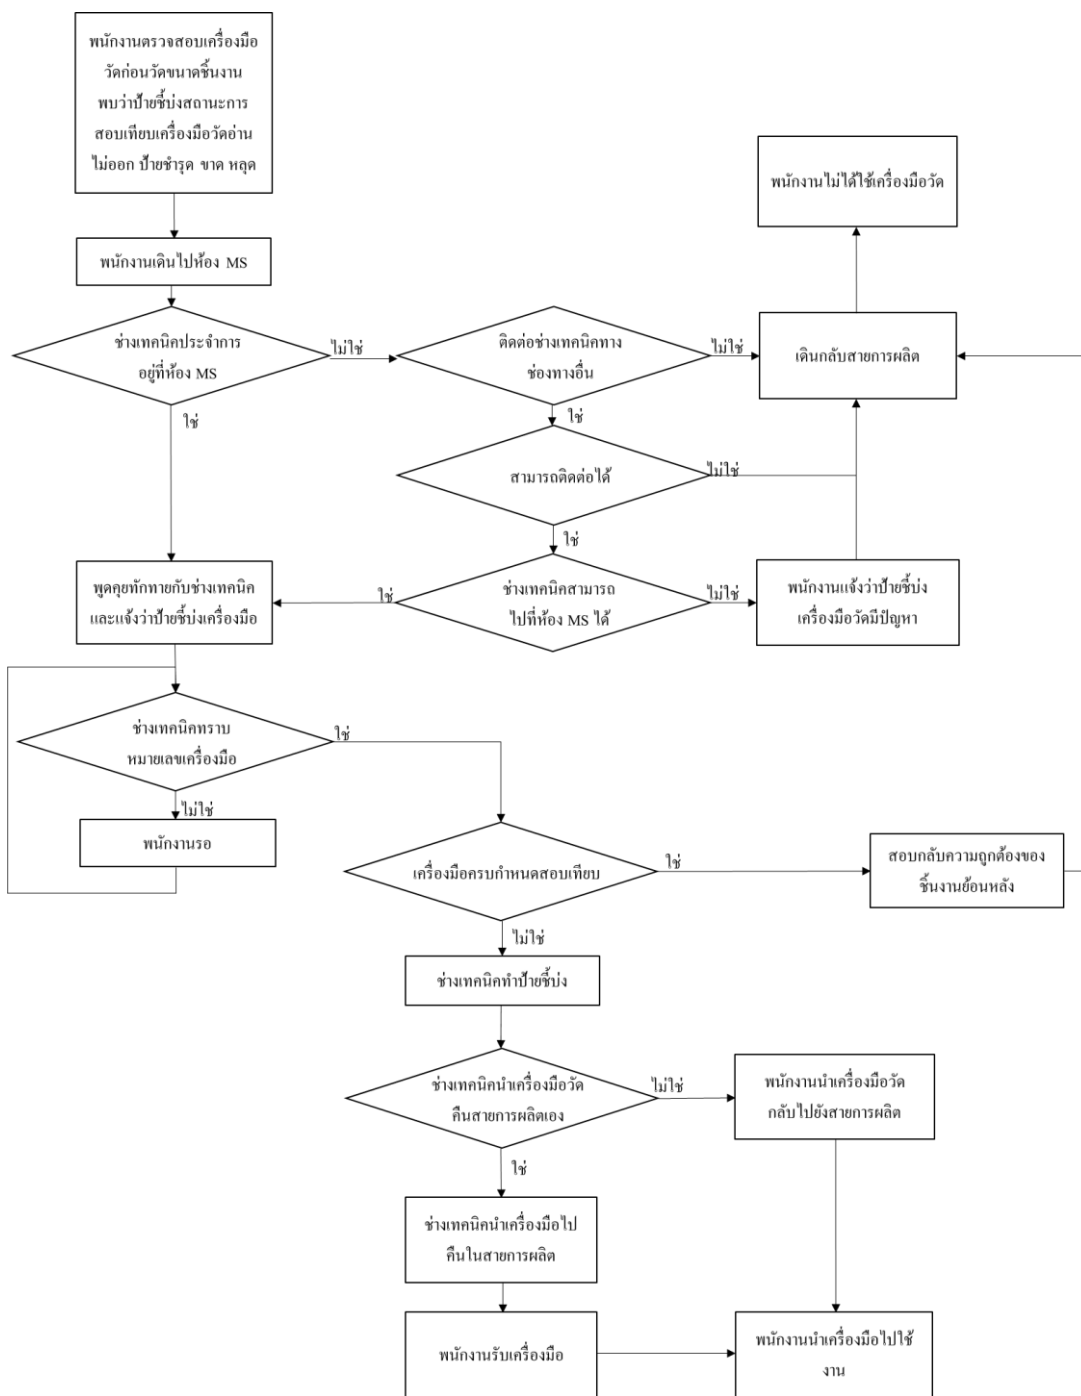 พนักงานตรวจสอบเครื่องมือ
วัดก่อนวัดขนาดชิ้นงาน
พบว่าป้ายชี้บ่งสถานะการ
สอบเทียบเครื่องมือวัดอ่าน
ไม่ออก ป้ายชำรุด ขาด หลุด
พนักงานไม่ได้ใช้เครื่องมือวัด
พนักงานเดินไปห้อง MS
ช่างเทคนิคประจำการ
อยู่ที่ห้อง MS
ไม่ใช่
ติดต่อช่างเทคนิคทาง
ช่องทางอื่น
ไม่ใช่
เดินกลับสายการผลิต
ใช่
ใช่
สามารถติดต่อได้
ไม่ใช่
ใช่
พูดคุยทักทายกับช่างเทคนิค
และแจ้งว่าป้ายชี้บ่งเครื่องมือ
ใช่
ช่างเทคนิคสามารถ
ไปที่ห้อง MS ได้
ไม่ใช่
พนักงานแจ้งว่าป้ายชี้บ่ง
เครื่องมือวัดมีปัญหา
ช่างเทคนิคทราบ
หมายเลขเครื่องมือ
ใช่
ไม่ใช่
พนักงานรอ
เครื่องมือครบกำหนดสอบเทียบ
ใช่
สอบกลับความถูกต้องของ
ชิ้นงานย้อนหลัง
ไม่ใช่
ช่างเทคนิคทำป้ายชี้บ่ง
ช่างเทคนิคนำเครื่องมือวัด
คืนสายการผลิตเอง
ไม่ใช่
พนักงานนำเครื่องมือวัด
กลับไปยังสายการผลิต
ใช่
ช่างเทคนิคนำเครื่องมือไป
คืนในสายการผลิต
พนักงานรับเครื่องมือ
พนักงานนำเครื่องมือไปใช้
งาน